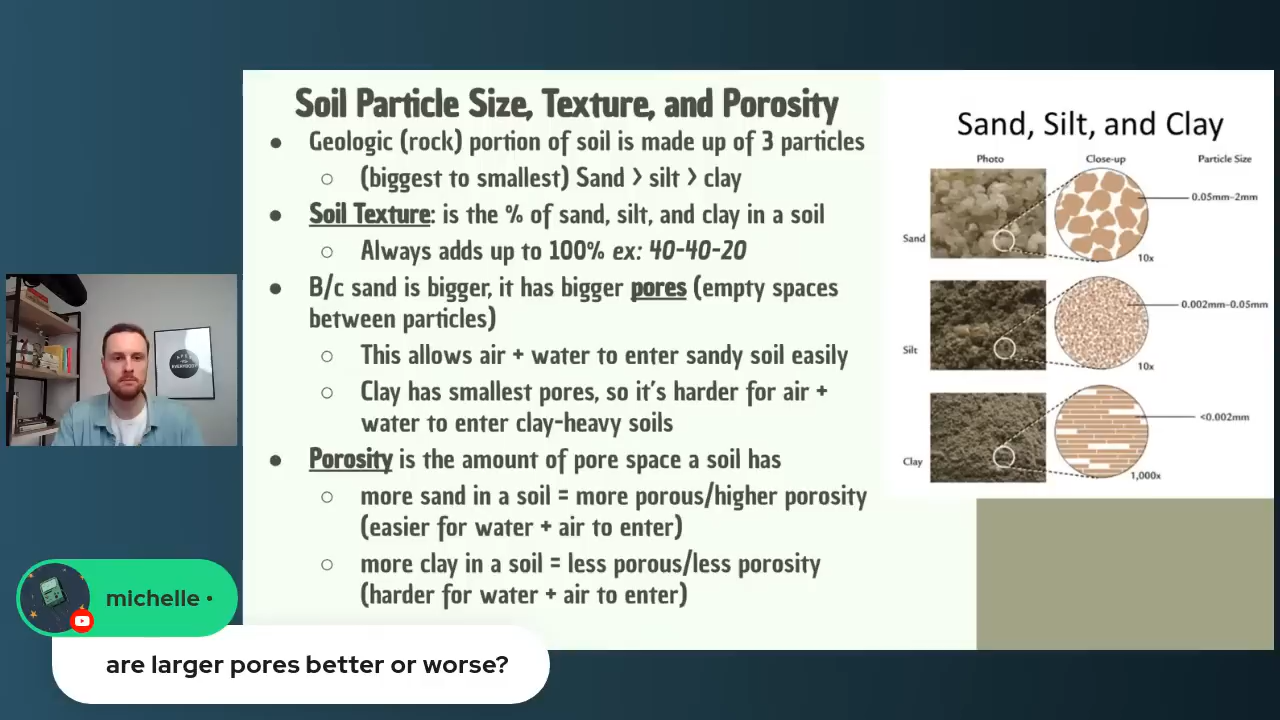 Soil Particle Size, Texture, and Porosity
● Geologic (rock) portion of soil is made up of 3 particles
○ (biggest to smallest) Sand > silt > clay
● Soil Texture: is the % of sand, silt, and clay in a soil
○ Always adds up to 100% ex: 40-40-20
● B/c sand is bigger, it has bigger pores (empty spaces
between particles)
○ This allows air + water to enter sandy soil easily
○ Clay has smallest pores, so it's harder for air +
water to enter clay-heavy soils
● Porosity is the amount of pore space a soil has
○ more sand in a soil = more porous/higher porosity
(easier for water + air to enter)
○ more clay in a soil = less porous/less porosity
(harder for water + air to enter)
Sand, Silt, and Clay
Photo
Close-up
Particle Size
Sand
0.05mm–2mm
10x
Silt
0.002mm–0.05mm
10x
Clay
<0.002mm
1,000x
michelle •
are larger pores better or worse?